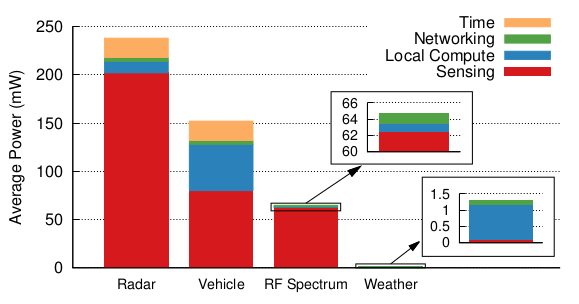 Time
Networking
Local Compute
Sensing
Average Power (mW)
250
200
150
100
50
0
66
64
62
60
1.5
1
0.5
0
Radar
Vehicle
RF Spectrum
Weather